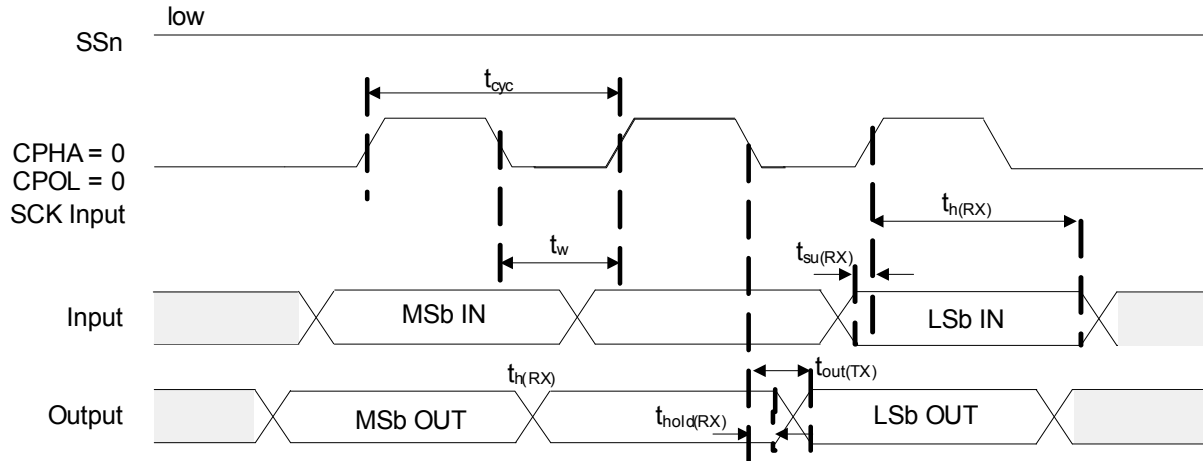 low
SSn
tcyc
CPHA = 0
CPOL = 0
SCK Input
th(RX)
tw
tsu(RX)
Input
MSb IN
LSb IN
th(RX)
tout(TX)
Output
MSb OUT
thold(RX)
LSb OUT